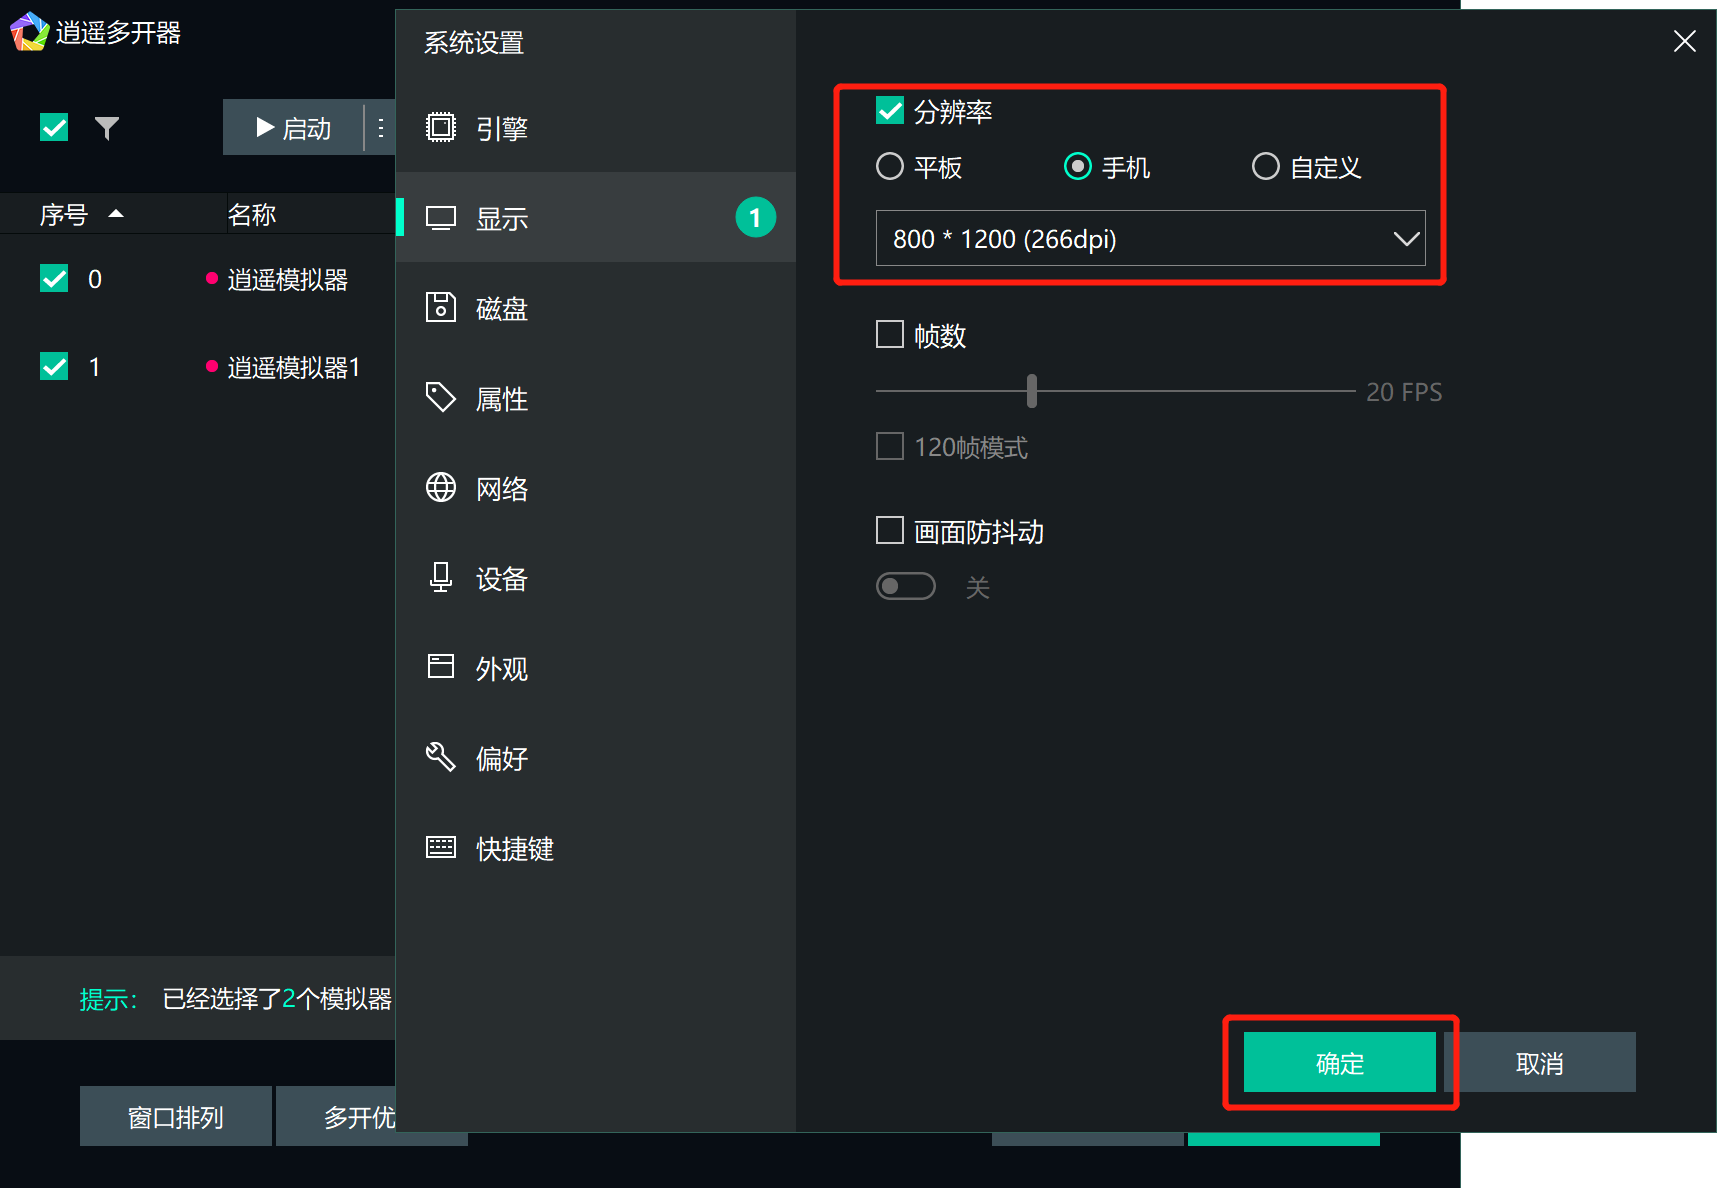 逍遥多开器
启动
序号
名称
0
逍遥模拟器
1
逍遥模拟器1
提示：
已经选择了2个模拟器
窗口排列
多开优
系统设置
引擎
显示
1
磁盘
属性
网络
设备
外观
偏好
快捷键
分辨率
平板
手机
自定义
800 * 1200 (266dpi)
帧数
20 FPS
120帧模式
画面防抖动
关
确定
取消